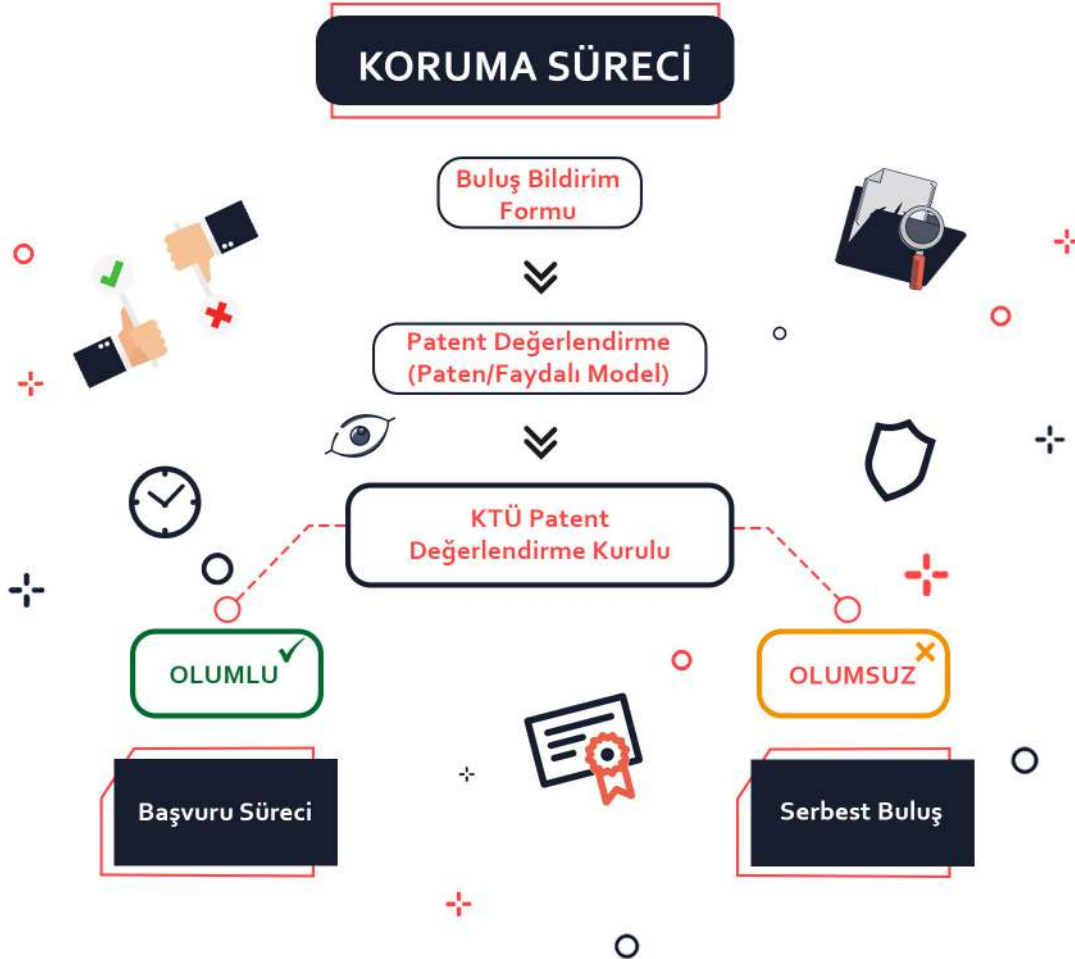 KORUMA SÜRECİ
Buluş Bildirim
Formu
Patent Değerlendirme
(Paten/Faydalı Model)
KTÜ Patent
Değerlendirme Kurulu
OLUMLU
OLUMSUZ
Başvuru Süreci
Serbest Buluş